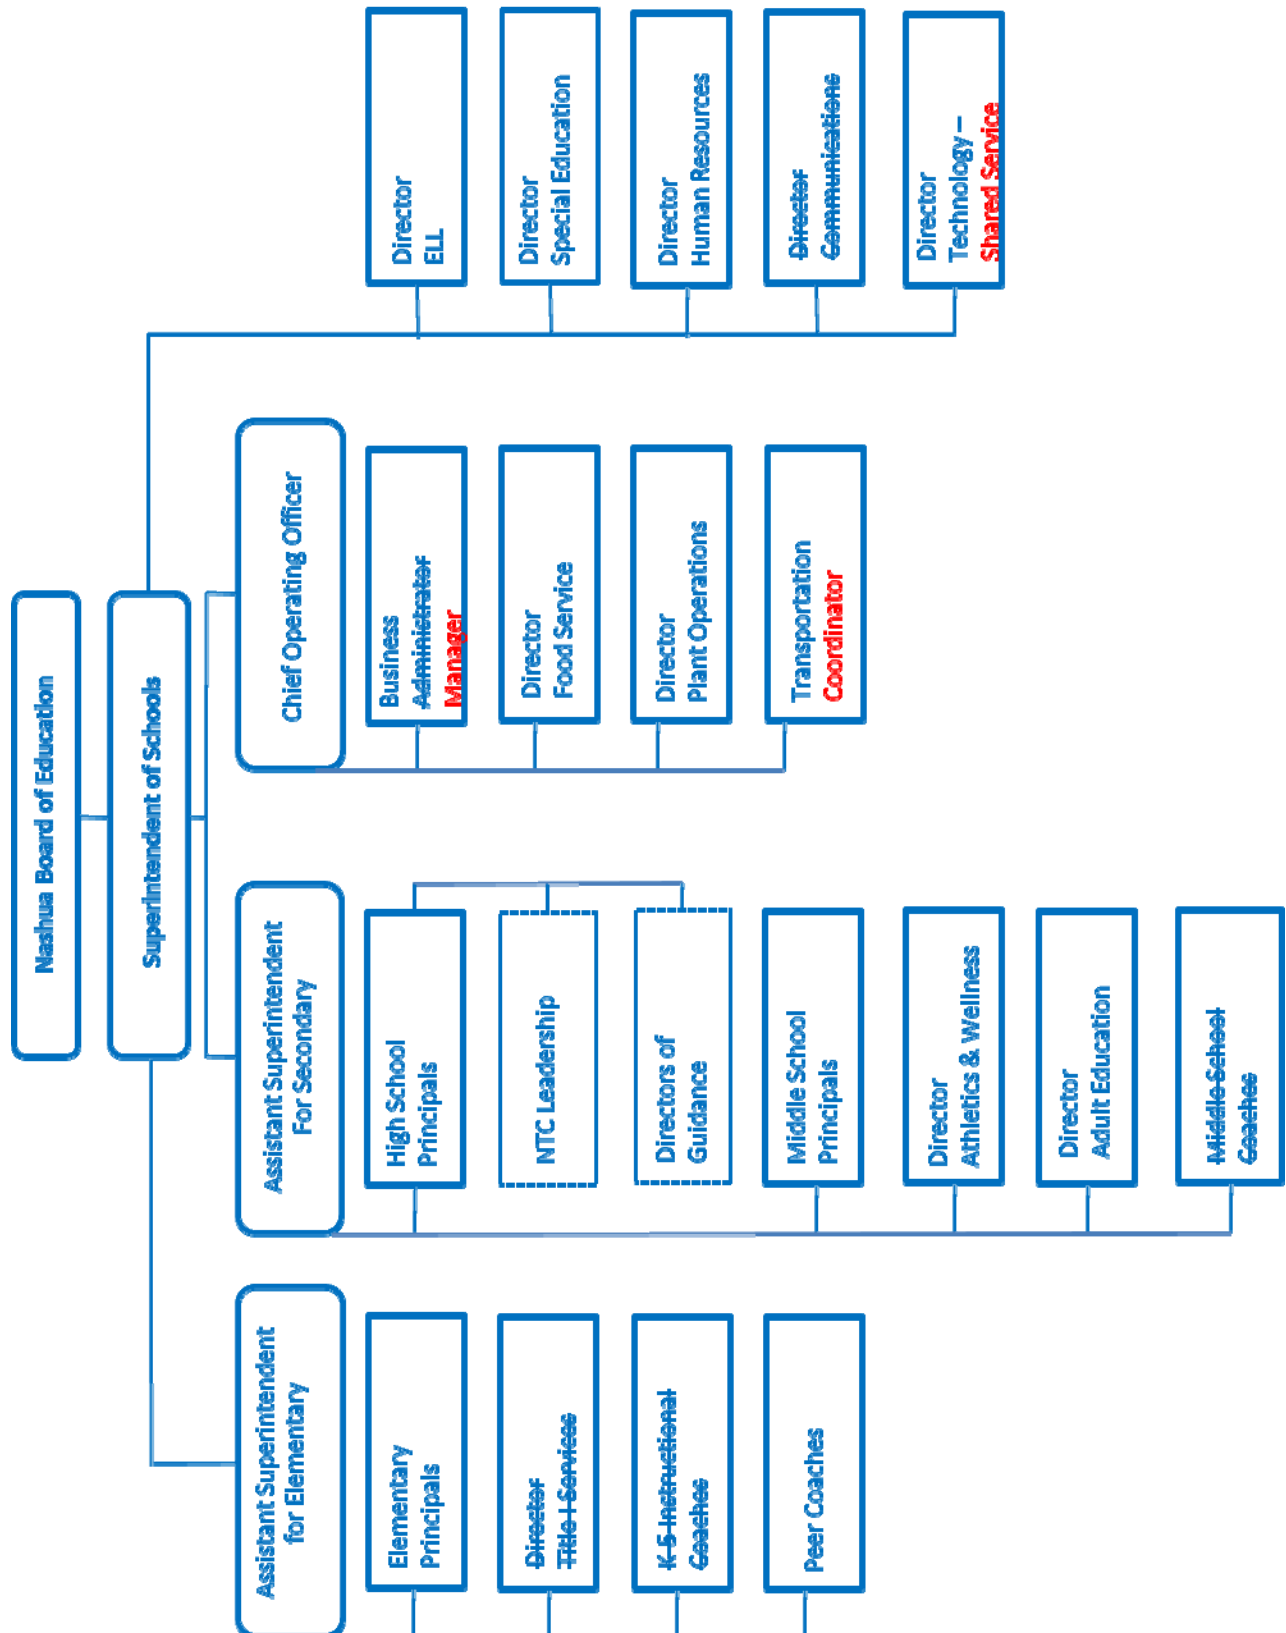 Nashua Board of Education
Superintendent of Schools
Assistant Superintendent
for Elementary
Elementary
Principals
Director
Title I Services
K-5 Instructional
Coaches
Peer Coaches
Assistant Superintendent
For Secondary
High School
Principals
NTC Leadership
Directors of
Guidance
Middle School
Principals
Director
Athletics & Wellness
Director
Adult Education
Middle School
Coaches
Chief Operating Officer
Business
Administrator
Manager
Director
Food Service
Director
Plant Operations
Transportation
Coordinator
Director
ELL
Director
Special Education
Director
Human Resources
Director
Communications
Director
Technology –
Shared Service